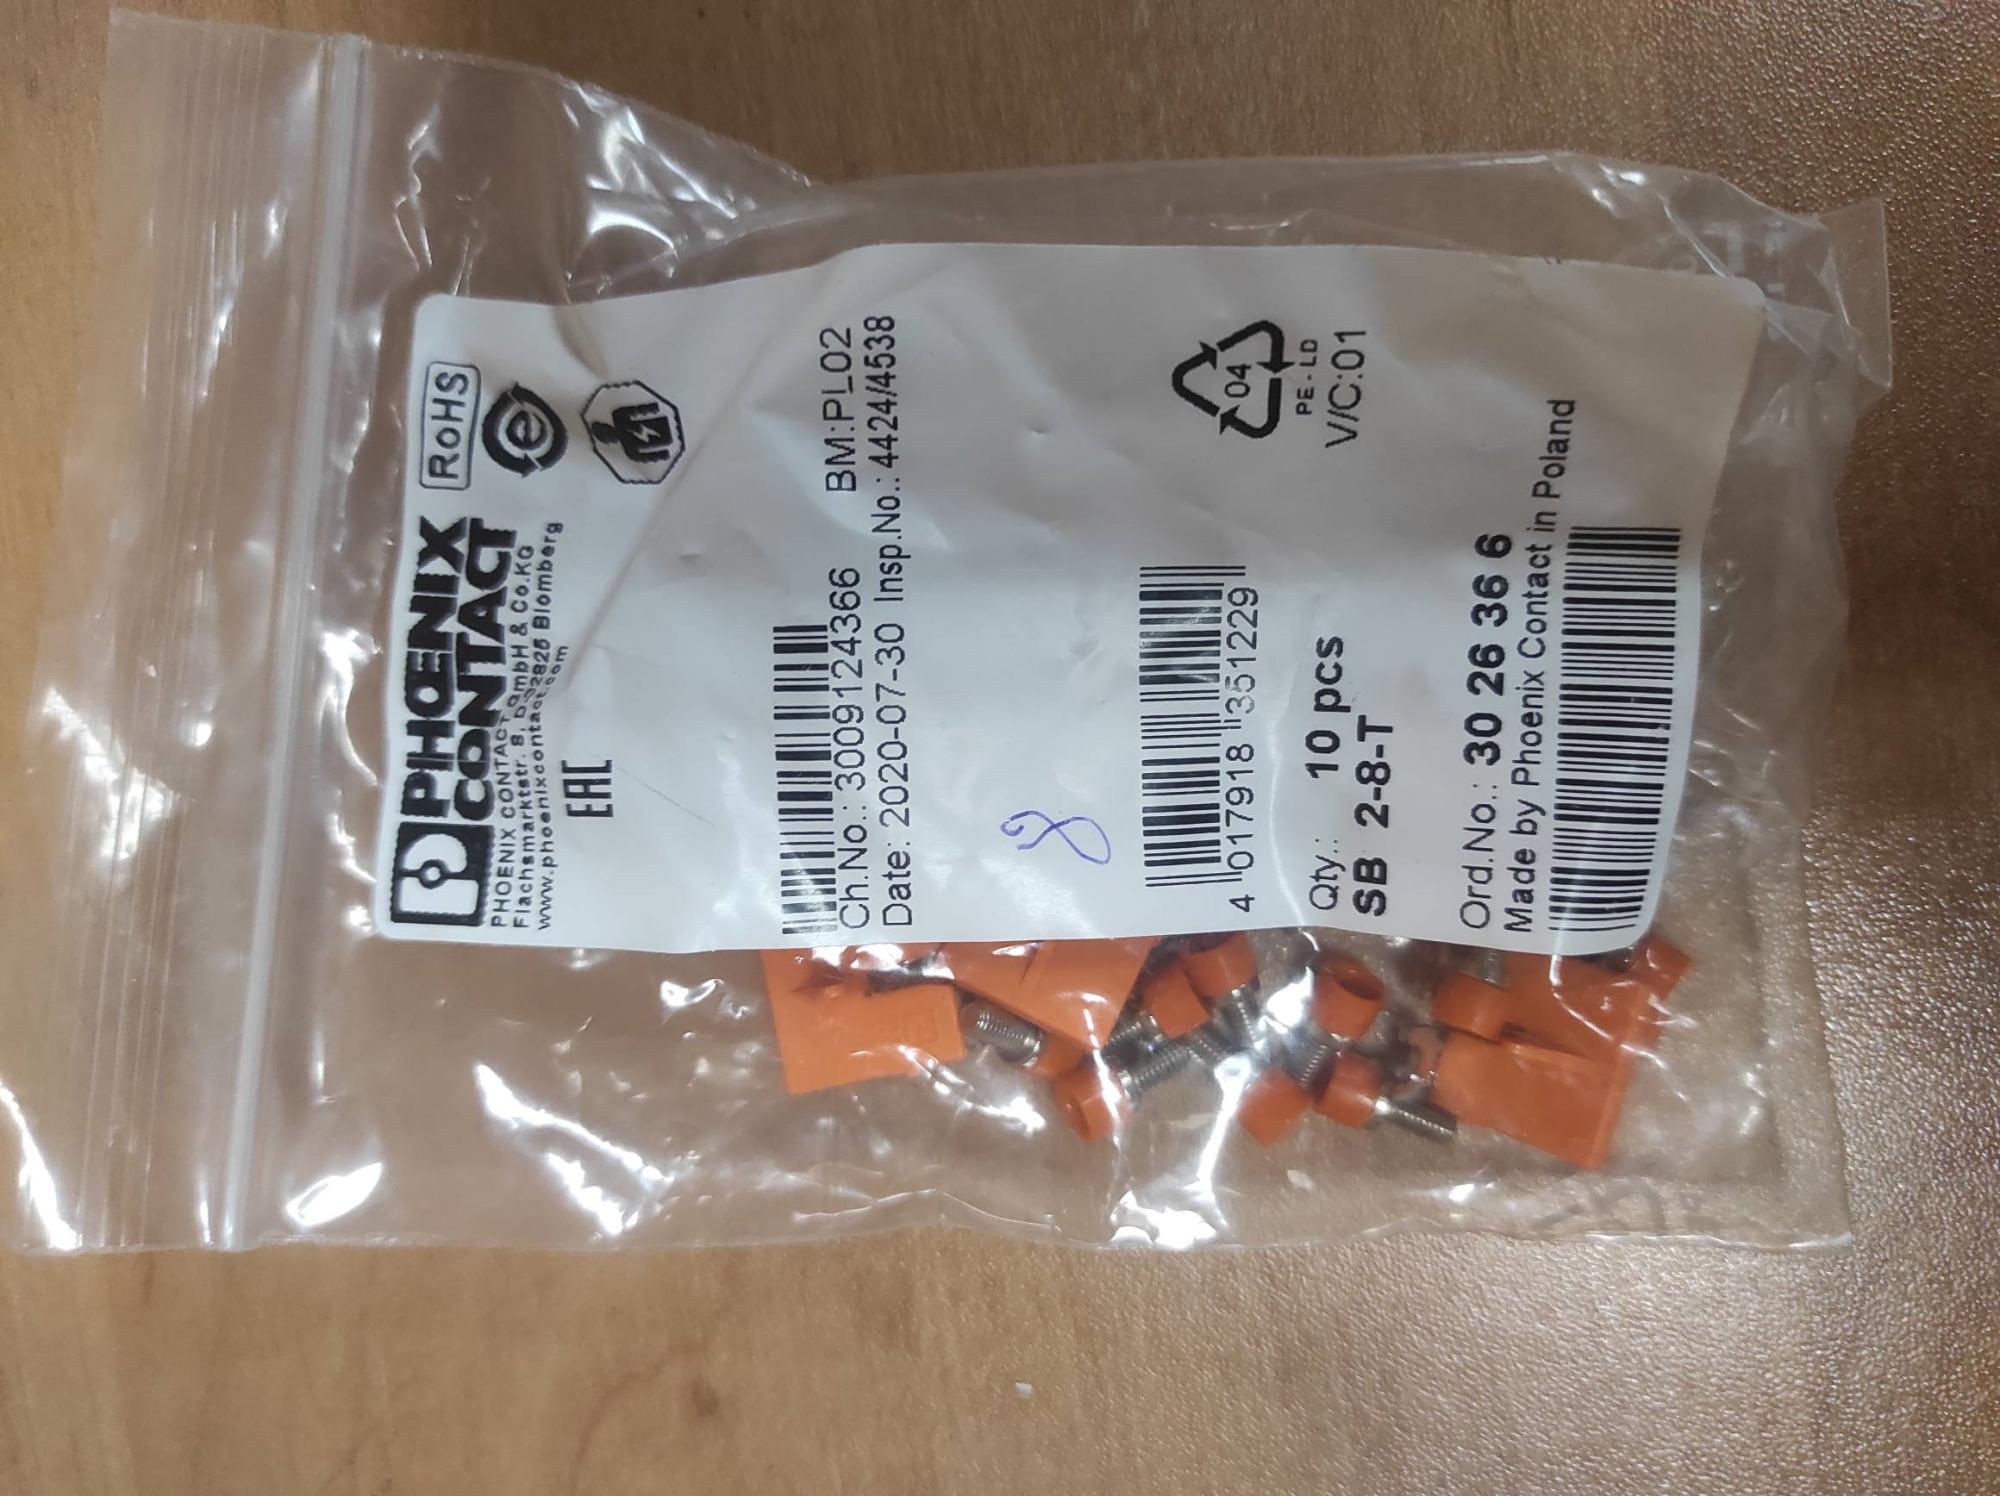 PHOENIX
CONTACT
RoHS
PHOENIX CONTACT GmbH & Co.KG
Flachsmarktstr. 8, D-32825 Blomberg
www.phoenixcontact.com
e
EAC
Ch.No.: 3009124366 BM:PL02
Date: 2020-07-30 Insp.No.: 4424/4538
8
4 017918 351229
04
PE-LD
Qty.: 10 pcs
V/C:01
SB 2-8-T
Ord.No.: 30 26 36 6
Made by Phoenix Contact in Poland